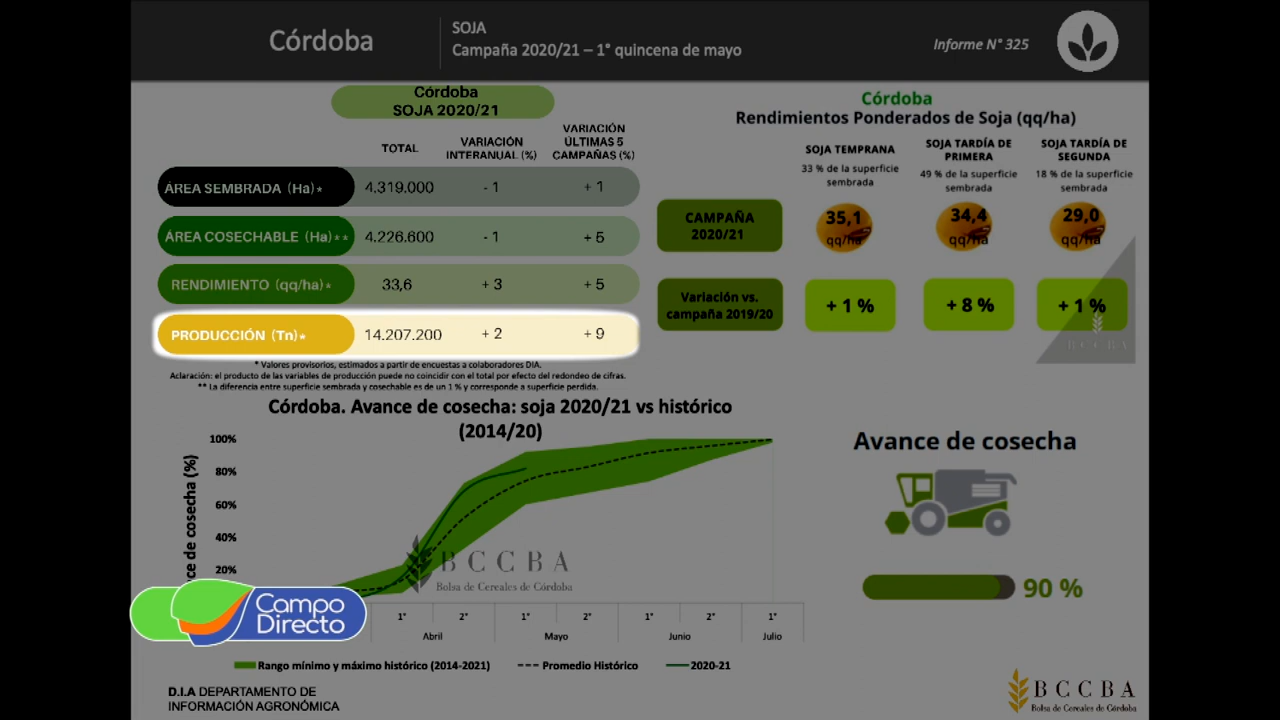 Córdoba
SOJA
Campaña 2020/21 – 1° quincena de mayo
Informe N° 325
Córdoba
SOJA 2020/21
TOTAL
VARIACIÓN
INTERANUAL (%)
VARIACIÓN
ÚLTIMAS 5
CAMPAÑAS (%)
ÁREA SEMBRADA (Ha)*
4.319.000
- 1
+ 1
ÁREA COSECHABLE (Ha)**
4.226.600
- 1
+ 5
RENDIMIENTO (qq/ha)*
33,6
+ 3
+ 5
PRODUCCIÓN (Tn)*
14.207.200
+ 2
+ 9
* Valores provisorios, estimados a partir de encuestas a colaboradores DIA.
Aclaración: el producto de las variables de producción puede no coincidir con el total por efecto del redondeo de cifras.
** La diferencia entre superficie sembrada y cosechable es de un 1 % y corresponde a superficie perdida.
Córdoba
Rendimientos Ponderados de Soja (qq/ha)
SOJA TEMPRANA
33 % de la superficie
sembrada
SOJA TARDÍA DE
PRIMERA
49 % de la superficie
sembrada
SOJA TARDÍA DE
SEGUNDA
18 % de la superficie
sembrada
CAMPAÑA
2020/21
35,1
qq/ha
34,4
qq/ha
29,0
qq/ha
Variación vs.
campaña 2019/20
+ 1 %
+ 8 %
+ 1 %
BCCBA
Córdoba. Avance de cosecha: soja 2020/21 vs histórico
(2014/20)
100%
80%
60%
40%
20%
ce de cosecha (%)
BCCBA
Bolsa de Cereales de Córdoba
1°
2°
1°
2°
1°
2°
1°
Abril
Mayo
Junio
Julio
Rango mínimo y máximo histórico (2014-2021)
Promedio Histórico
2020-21
Avance de cosecha
90 %
Campo
Directo
D.I.A DEPARTAMENTO DE
INFORMACIÓN AGRONÓMICA
BCCBA
Bolsa de Cereales de Córdoba